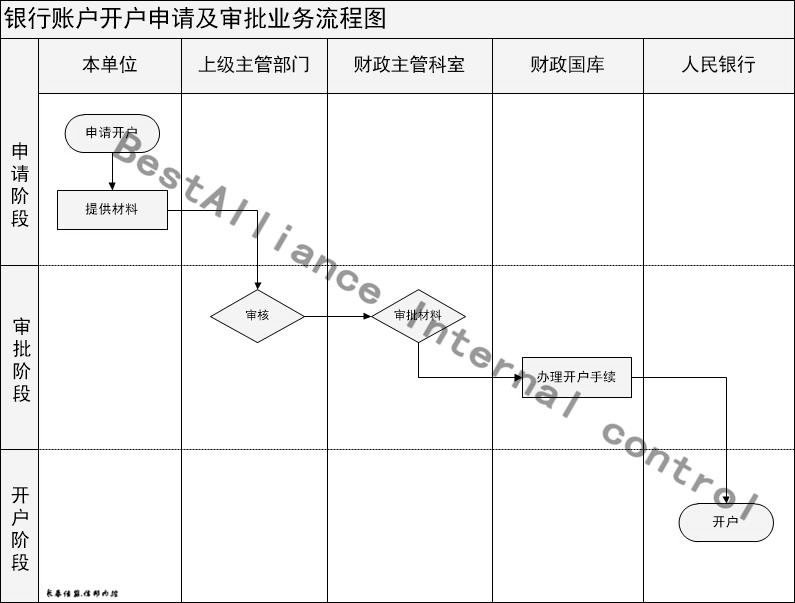 银行账户开户申请及审批业务流程图
本单位
上级主管部门
财政主管科室
财政国库
人民银行
申请阶段
申请开户
提供材料
审批阶段
审核
审批材料
办理开户手续
开户阶段
开户
BestAlliance Internal control